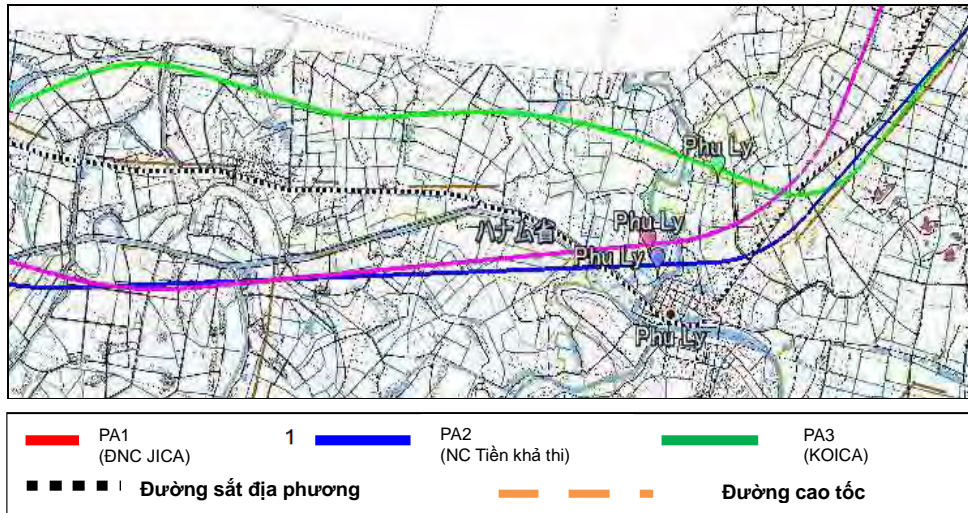 Phu Ly
Phu Ly
ハナム省
Phu Ly
Phu Ly
PA1
(ĐNC JICA)
1
PA2
(NC Tiền khả thi)
PA3
(KOICA)
Đường sắt địa phương
Đường cao tốc